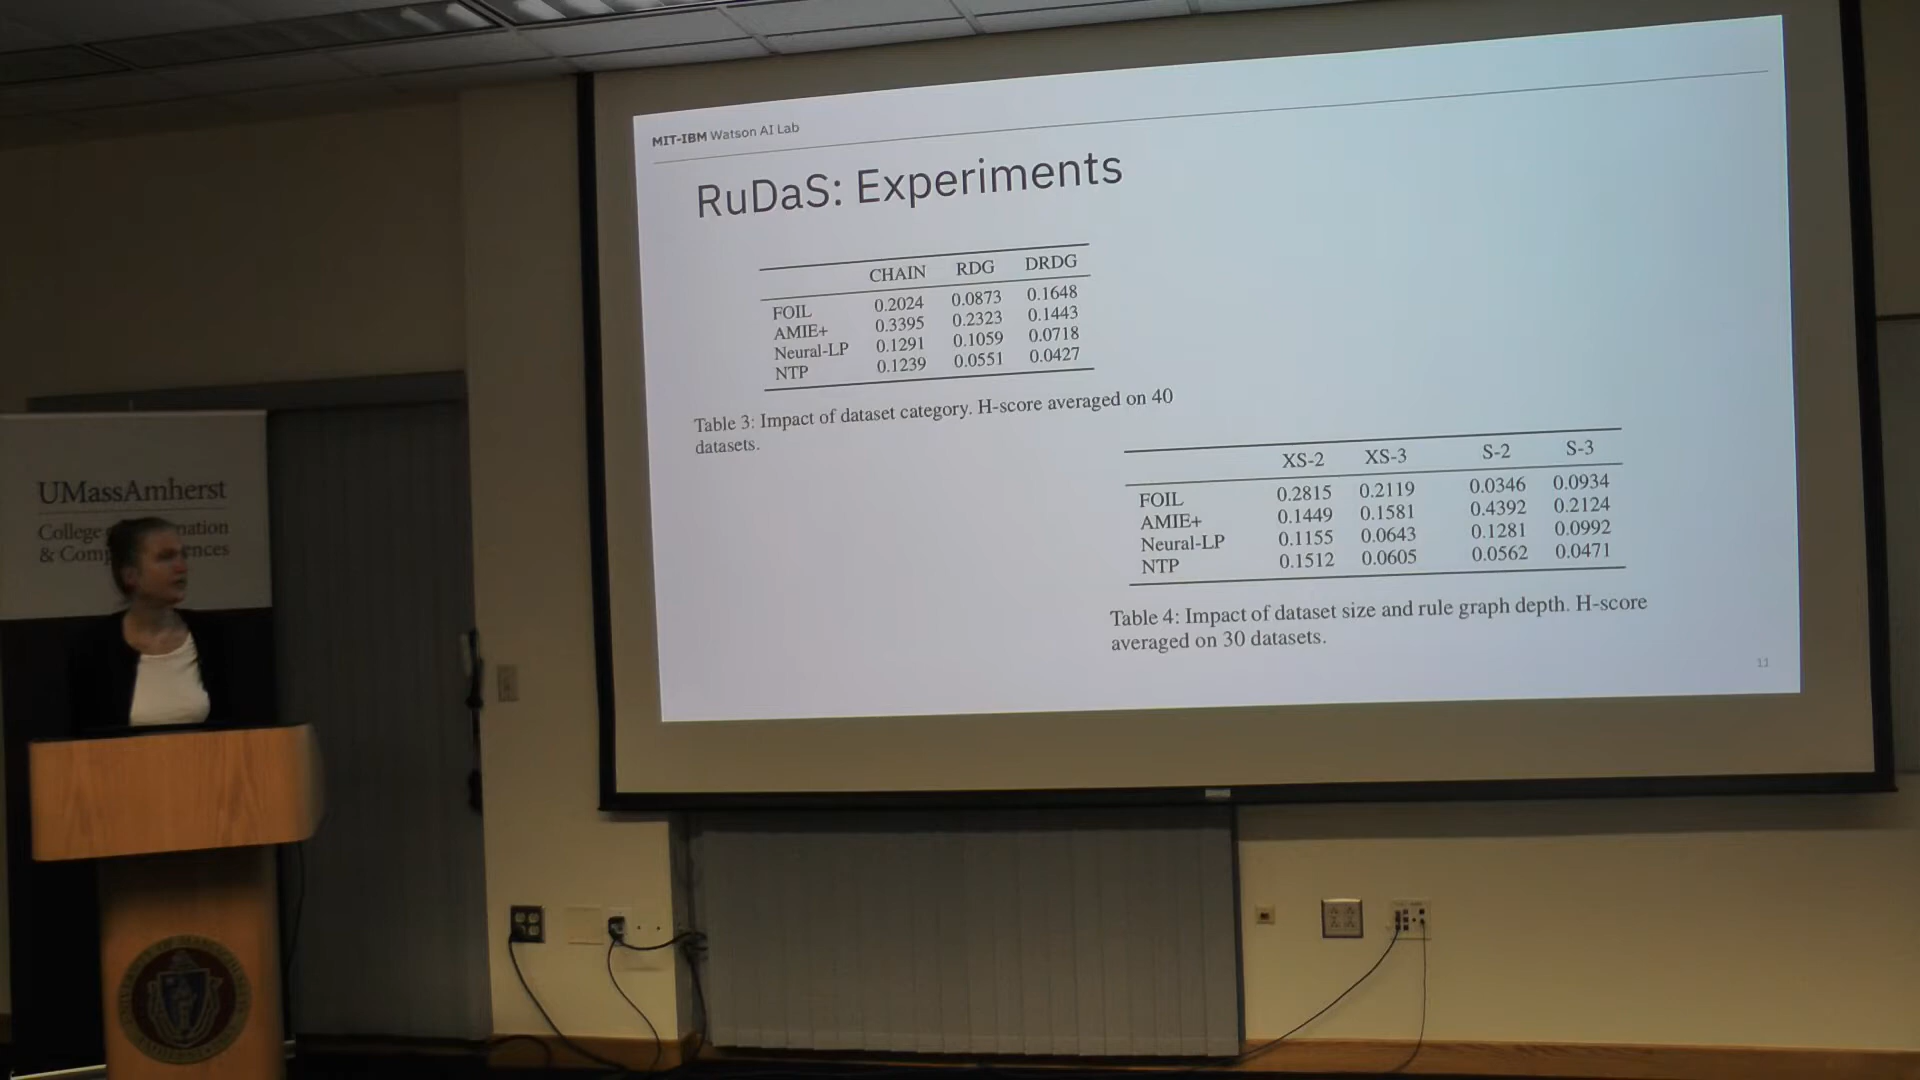 MIT-IBM Watson AI Lab
RuDaS: Experiments
CHAIN RDG DRDG
FOIL 0.2024 0.0873 0.1648
AMIE+ 0.3395 0.2323 0.1443
Neural-LP 0.1291 0.1059 0.0718
NTP 0.1239 0.0551 0.0427
Table 3: Impact of dataset category. H-score averaged on 40
datasets.
XS-2 XS-3 S-2 S-3
FOIL 0.2815 0.2119 0.0346 0.0934
AMIE+ 0.1449 0.1581 0.4392 0.2124
Neural-LP 0.1155 0.0643 0.1281 0.0992
NTP 0.1512 0.0605 0.0562 0.0471
Table 4: Impact of dataset size and rule graph depth. H-score
averaged on 30 datasets.
11
UMassAmherst
College
&